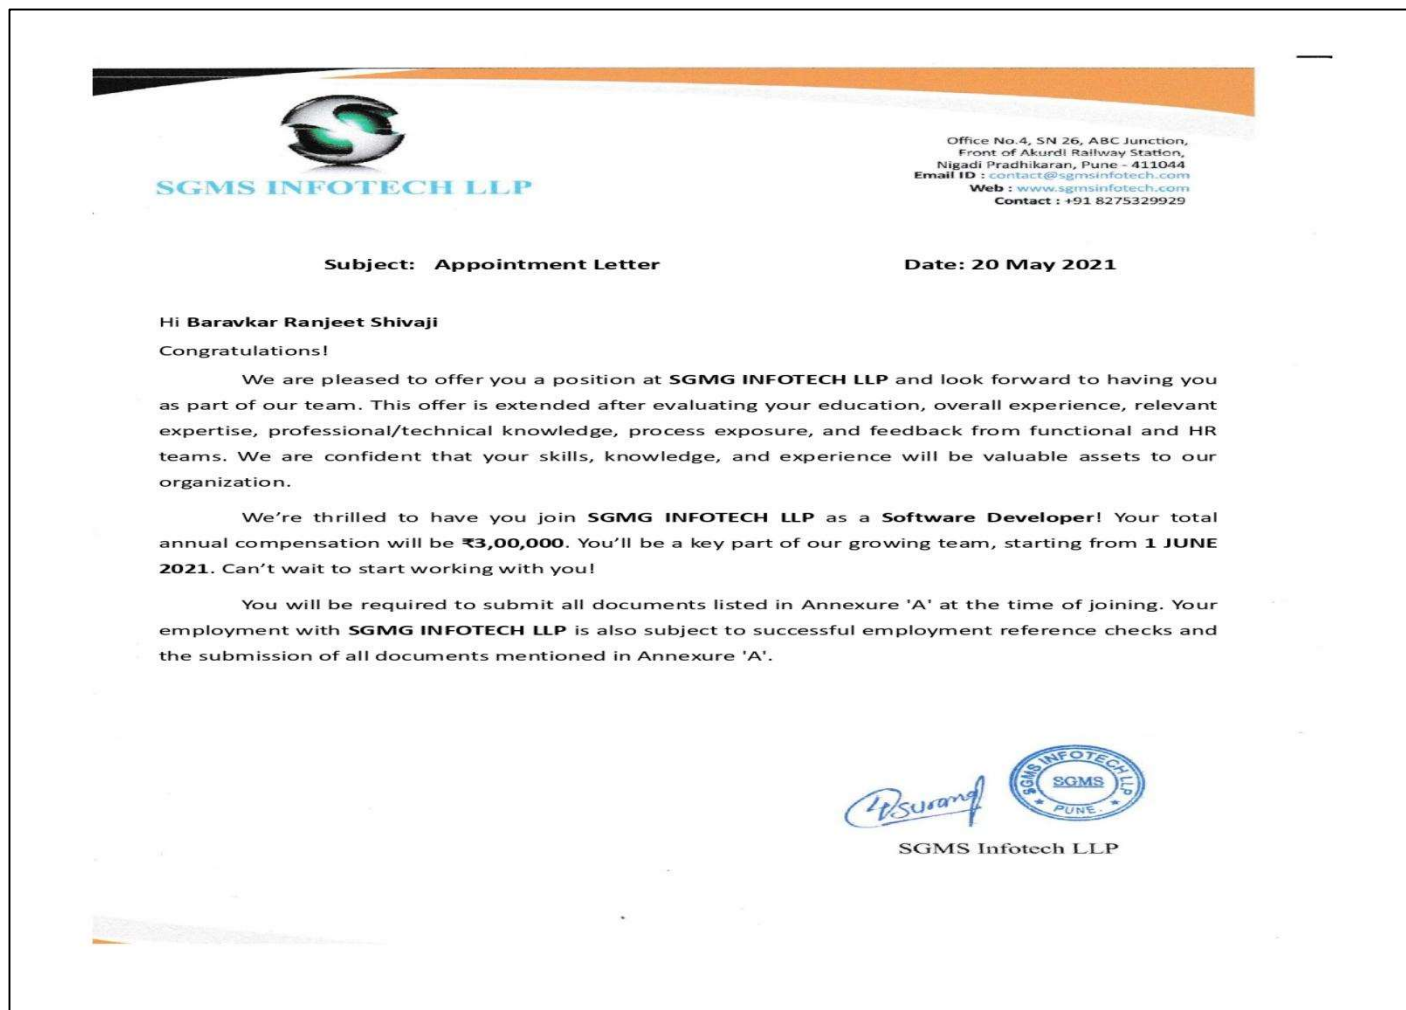 SGMS INFOTECH LLP
Office No.4, SN 26, ABC Junction,
Front of Akurdi Railway Station,
Nigadi Pradhikaran, Pune - 411044
Email ID : contact@sgmsinfotech.com
Web : www.sgmsinfotech.com
Contact : +91 8275329929
Subject: Appointment Letter
Date: 20 May 2021
Hi Baravkar Ranjeet Shivaji
Congratulations!
We are pleased to offer you a position at SGMG INFOTECH LLP and look forward to having you
as part of our team. This offer is extended after evaluating your education, overall experience, relevant
expertise, professional/technical knowledge, process exposure, and feedback from functional and HR
teams. We are confident that your skills, knowledge, and experience will be valuable assets to our
organization.
We’re thrilled to have you join SGMG INFOTECH LLP as a Software Developer! Your total
annual compensation will be ₹3,00,000. You’ll be a key part of our growing team, starting from 1 JUNE
2021. Can’t wait to start working with you!
You will be required to submit all documents listed in Annexure 'A' at the time of joining. Your
employment with SGMG INFOTECH LLP is also subject to successful employment reference checks and
the submission of all documents mentioned in Annexure 'A'.
SGMS INFOTECH LLP
SGMS
PUNE.
SGMS Infotech LLP